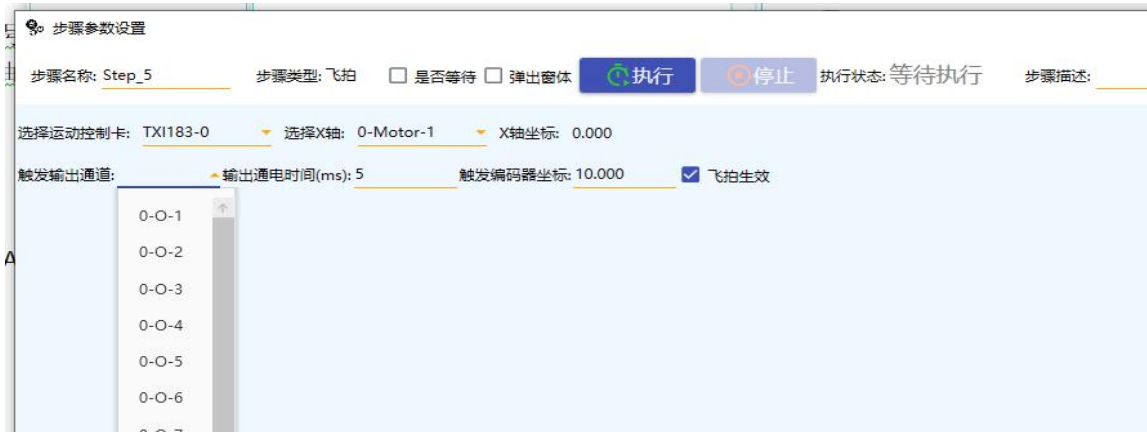 步骤参数设置
步骤名称: Step_5 步骤类型: 飞拍 是否等待 弹出窗体 执行 停止 执行状态: 等待执行 步骤描述:
选择运动控制卡: TXI183-0 选择X轴: 0-Motor-1 X轴坐标: 0.000
触发输出通道: 输出通电时间(ms): 5 触发编码器坐标: 10.000 飞拍生效
0-O-1
0-O-2
0-O-3
0-O-4
0-O-5
0-O-6